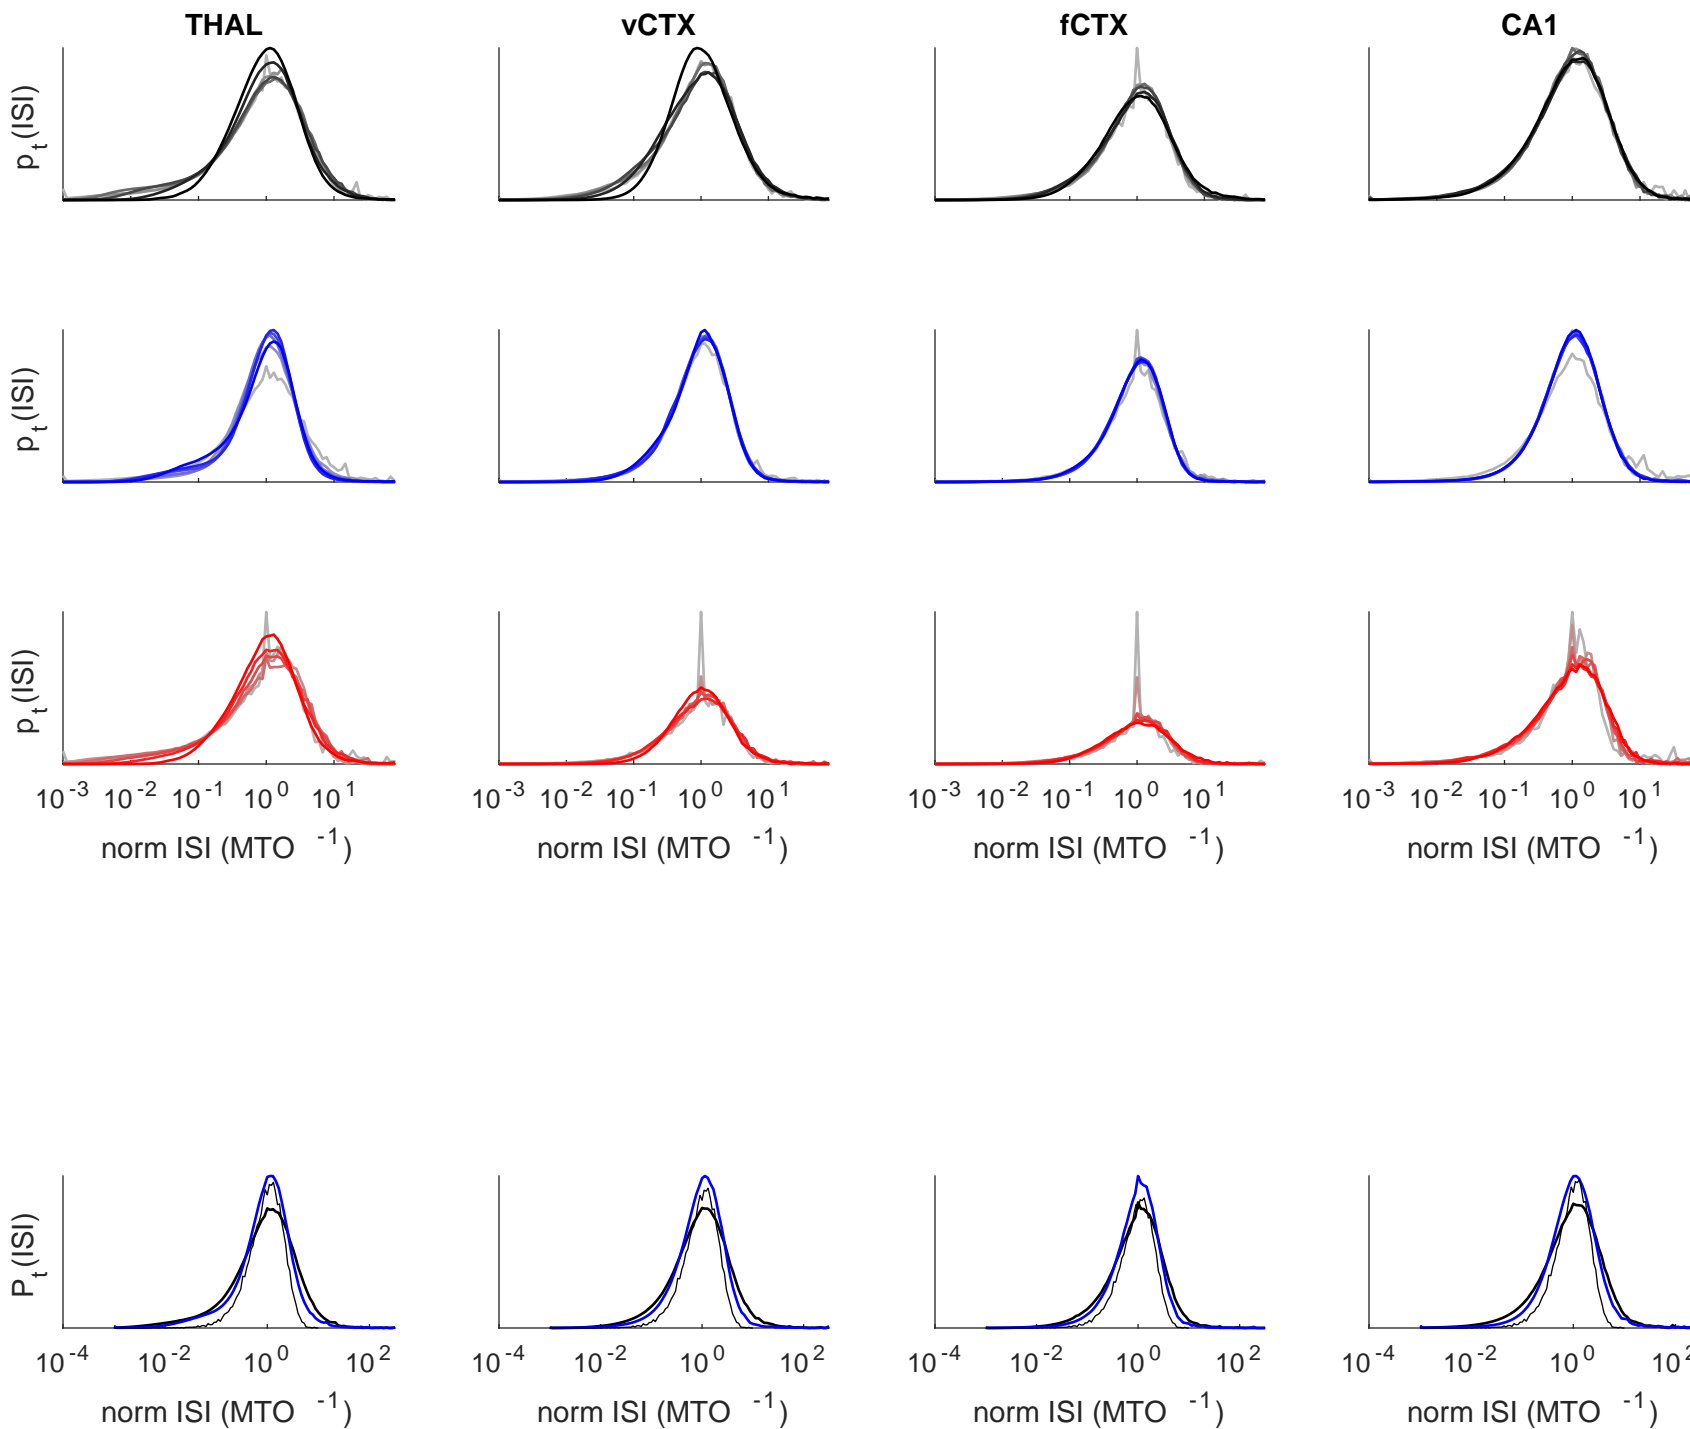 THAL vCTX fCTX CA1
p_t(ISI)
p_t(ISI)
p_t(ISI)
10^-3 10^-2 10^-1 10^0 10^1 10^-3 10^-2 10^-1 10^0 10^1 10^-3 10^-2 10^-1 10^0 10^1 10^-3 10^-2 10^-1 10^0 10^1
norm ISI (MTO ^-1) norm ISI (MTO ^-1) norm ISI (MTO ^-1) norm ISI (MTO ^-1)
P_t(ISI)
10^-4 10^-2 10^0 10^2 10^-4 10^-2 10^0 10^2 10^-4 10^-2 10^0 10^2 10^-4 10^-2 10^0 10^2
norm ISI (MTO ^-1) norm ISI (MTO ^-1) norm ISI (MTO ^-1) norm ISI (MTO ^-1)